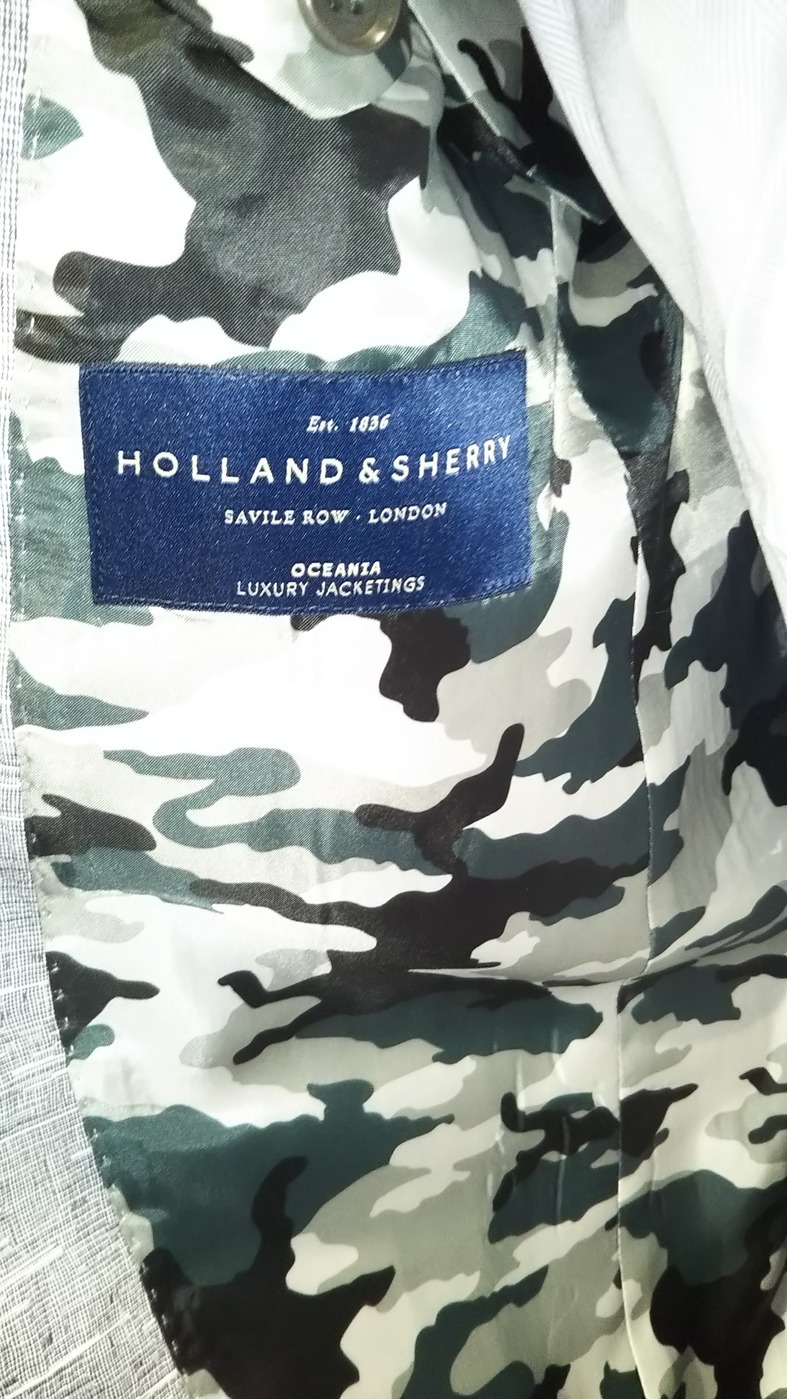 Est. 1836
HOLLAND & SHERRY
SAVILE ROW · LONDON
OCEANIA
LUXURY JACKETINGS